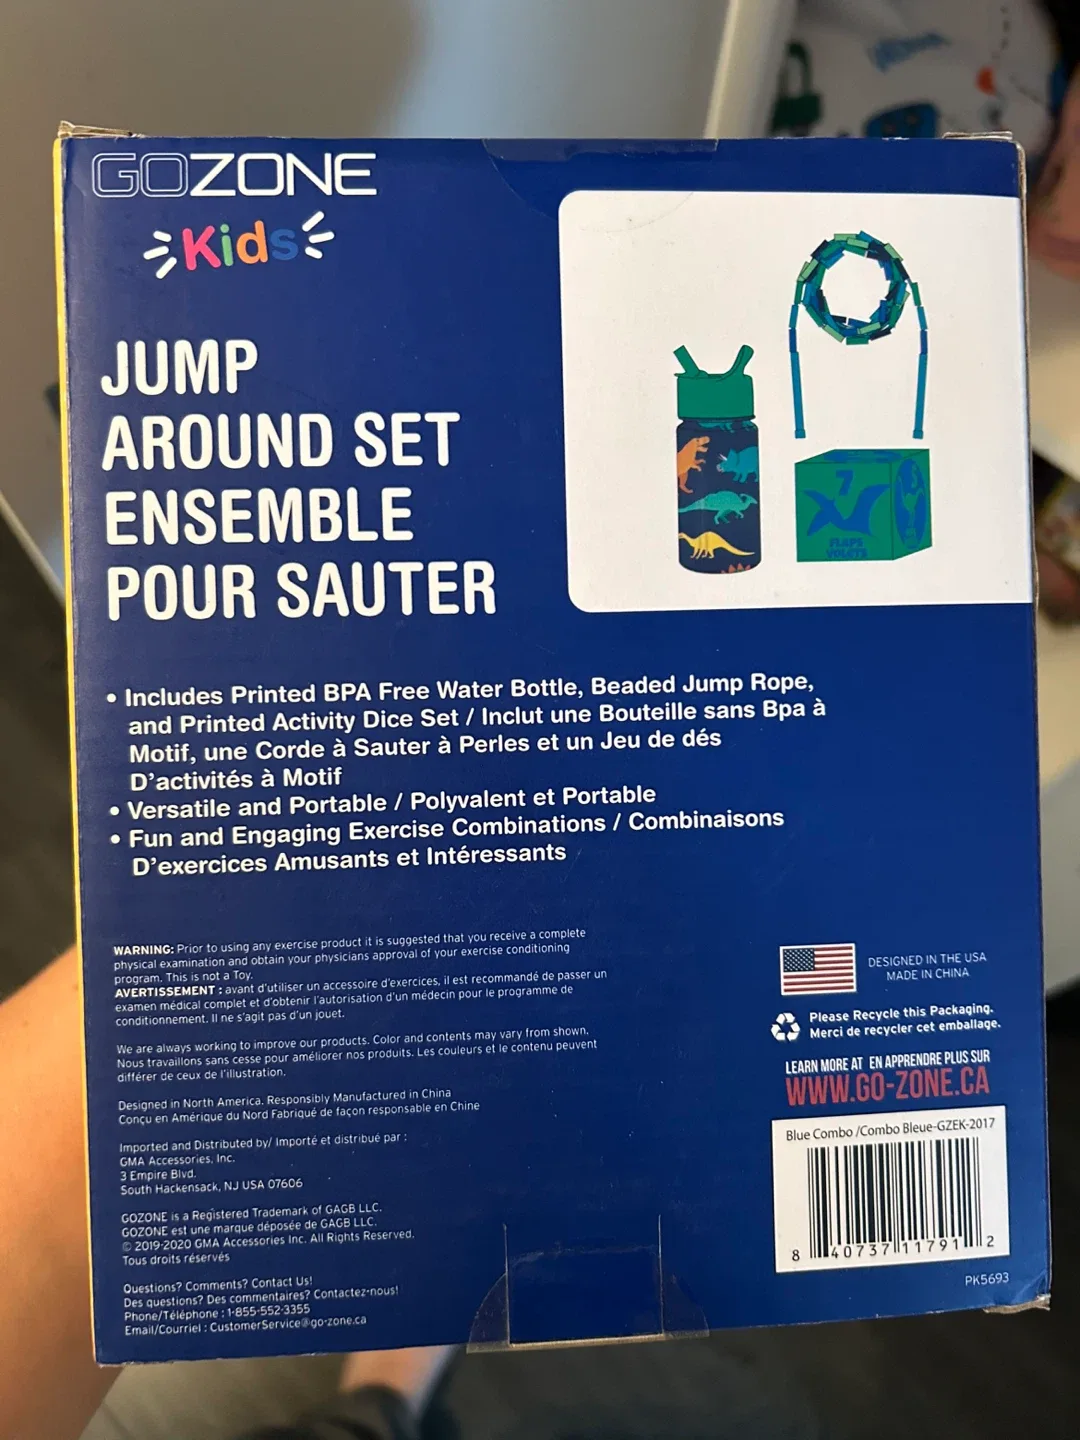 GOZONE
Kids
JUMP
AROUND SET
ENSEMBLE
POUR SAUTER
7
FLAPS
VOLETS
• Includes Printed BPA Free Water Bottle, Beaded Jump Rope,
and Printed Activity Dice Set / Inclut une Bouteille sans Bpa à
Motif, une Corde à Sauter à Perles et un Jeu de dés
D'activités à Motif
• Versatile and Portable / Polyvalent et Portable
• Fun and Engaging Exercise Combinations / Combinaisons
D'exercices Amusants et Intéressants
WARNING: Prior to using any exercise product it is suggested that you receive a complete
physical examination and obtain your physicians approval of your exercise conditioning
program. This is not a Toy.
AVERTISSEMENT : avant d'utiliser un accessoire d'exercices, il est recommandé de passer un
examen médical complet et d'obtenir l'autorisation d'un médecin pour le programme de
conditionnement. Il ne s'agit pas d'un jouet.
We are always working to improve our products. Color and contents may vary from shown.
Nous travaillons sans cesse pour améliorer nos produits. Les couleurs et le contenu peuvent
différer de ceux de l'illustration.
Designed in North America. Responsibly Manufactured in China
Conçu en Amérique du Nord Fabriqué de façon responsable en Chine
Imported and Distributed by/ Importé et distribué par :
GMA Accessories, Inc.
3 Empire Blvd.
South Hackensack, NJ USA 07606
GOZONE is a Registered Trademark of GAGB LLC.
GOZONE est une marque déposée de GAGB LLC.
© 2019-2020 GMA Accessories Inc. All Rights Reserved.
Tous droits réservés
Questions? Comments? Contact Us!
Des questions? Des commentaires? Contactez-nous!
Phone/Téléphone : 1-855-552-3355
Email/Courriel : CustomerService@go-zone.ca
DESIGNED IN THE USA
MADE IN CHINA
Please Recycle this Packaging.
Merci de recycler cet emballage.
LEARN MORE AT EN APPRENDRE PLUS SUR
WWW.GO-ZONE.CA
Blue Combo /Combo Bleue-GZEK-2017
8 40737 11791 2
PK5693